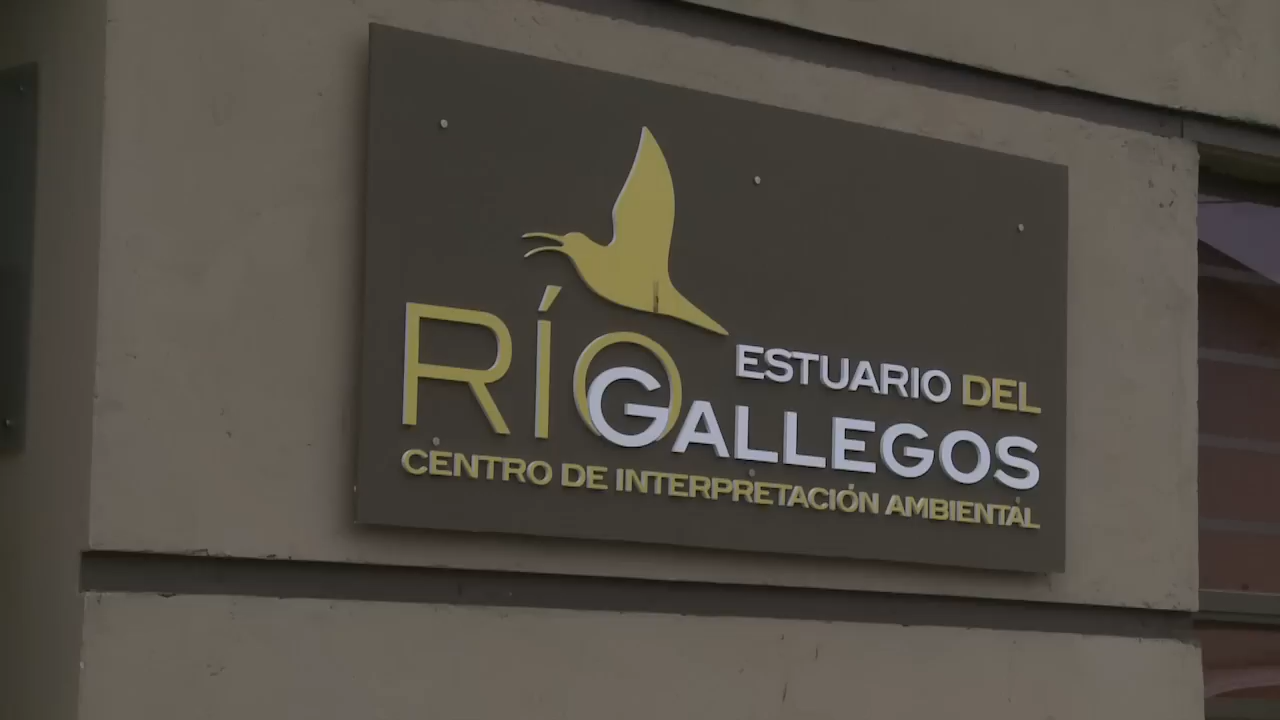 ESTUARIO DEL
RÍO GALLEGOS
CENTRO DE INTERPRETACIÓN AMBIENTAL